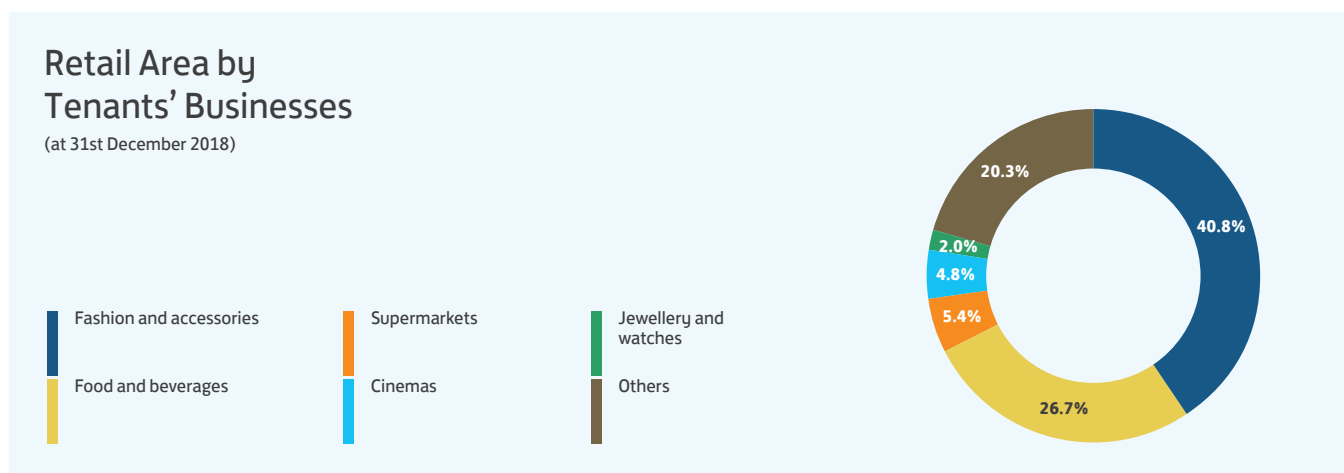 Retail Area by
Tenants’ Businesses
(at 31st December 2018)
Fashion and accessories
Food and beverages
Supermarkets
Cinemas
Jewellery and
watches
Others
20.3%
40.8%
2.0%
4.8%
5.4%
26.7%